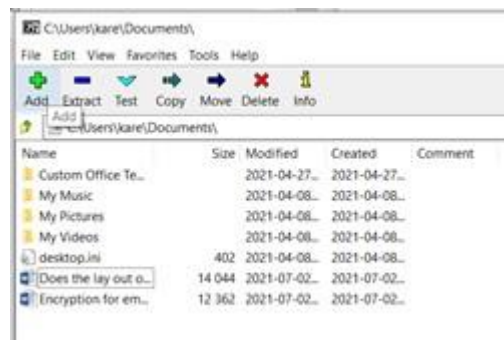 C:\Users\kare\Documents\
File Edit View Favorites Tools Help
Add Extract Test Copy Move Delete Info
Add
C:\Users\kare\Documents\
Name Size Modified Created Comment
Custom Office Te... 2021-04-27... 2021-04-27...
My Music 2021-04-08... 2021-04-08...
My Pictures 2021-04-08... 2021-04-08...
My Videos 2021-04-08... 2021-04-08...
desktop.ini 402 2021-04-08... 2021-04-08...
Does the lay out o... 14 044 2021-07-02... 2021-07-02...
Encryption for em... 12 362 2021-07-02... 2021-07-02...